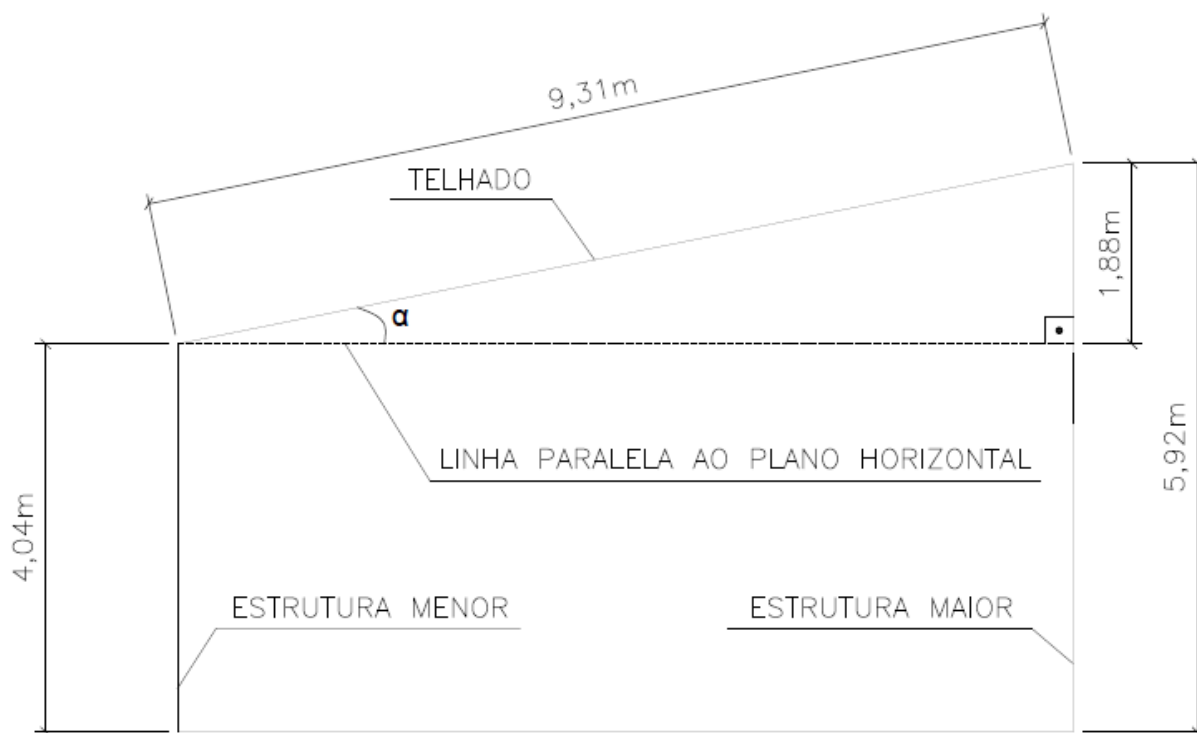 9,31m
TELHADO
1,88m
α
LINHA PARALELA AO PLANO HORIZONTAL
5,92m
4,04m
ESTRUTURA MENOR
ESTRUTURA MAIOR